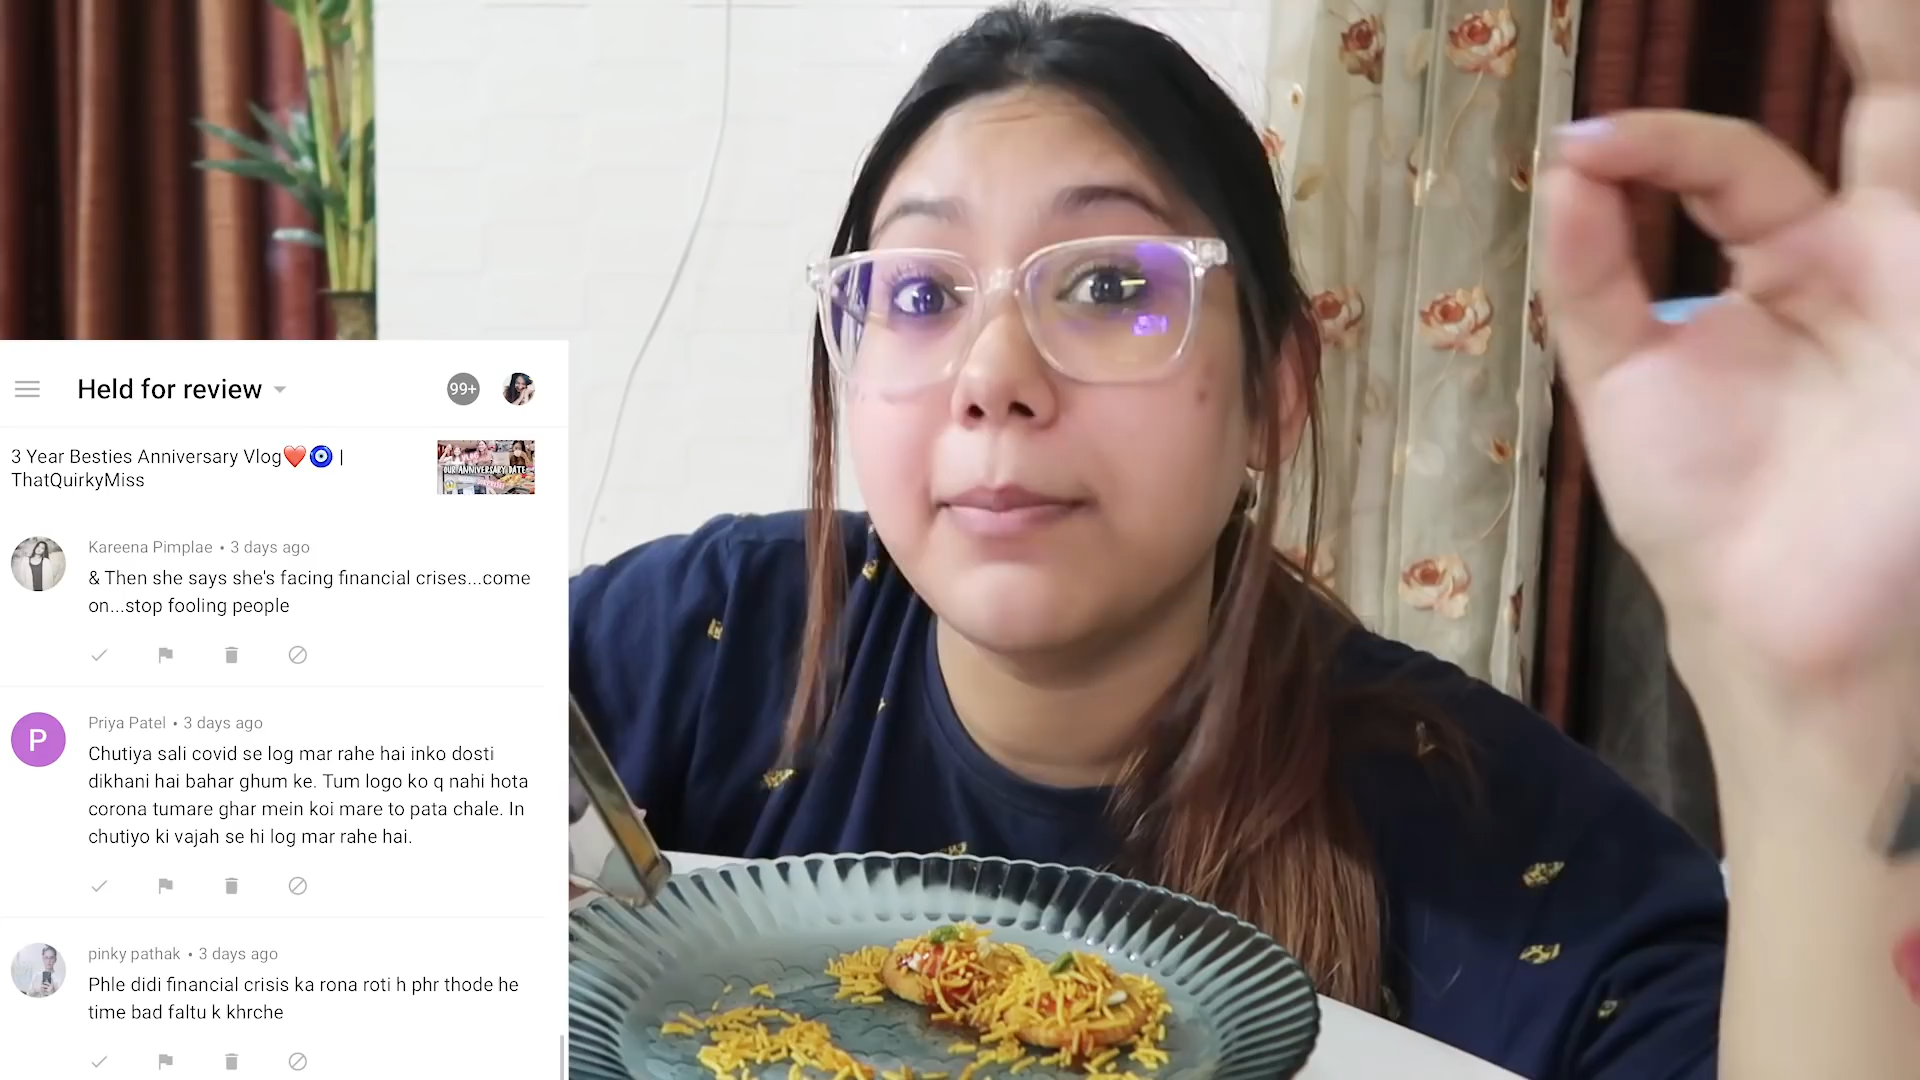 Held for review
99+
3 Year Besties Anniversary Vlog❤️🧿 |
ThatQuirkyMiss
OUR ANNIVERSARY DATE
Kareena Pimplae • 3 days ago
& Then she says she's facing financial crises...come
on...stop fooling people
P
Priya Patel • 3 days ago
Chutiya sali covid se log mar rahe hai inko dosti
dikhani hai bahar ghum ke. Tum logo ko q nahi hota
corona tumare ghar mein koi mare to pata chale. In
chutiyo ki vajah se hi log mar rahe hai.
pinky pathak • 3 days ago
Phle didi financial crisis ka rona roti h phr thode he
time bad faltu k khrche